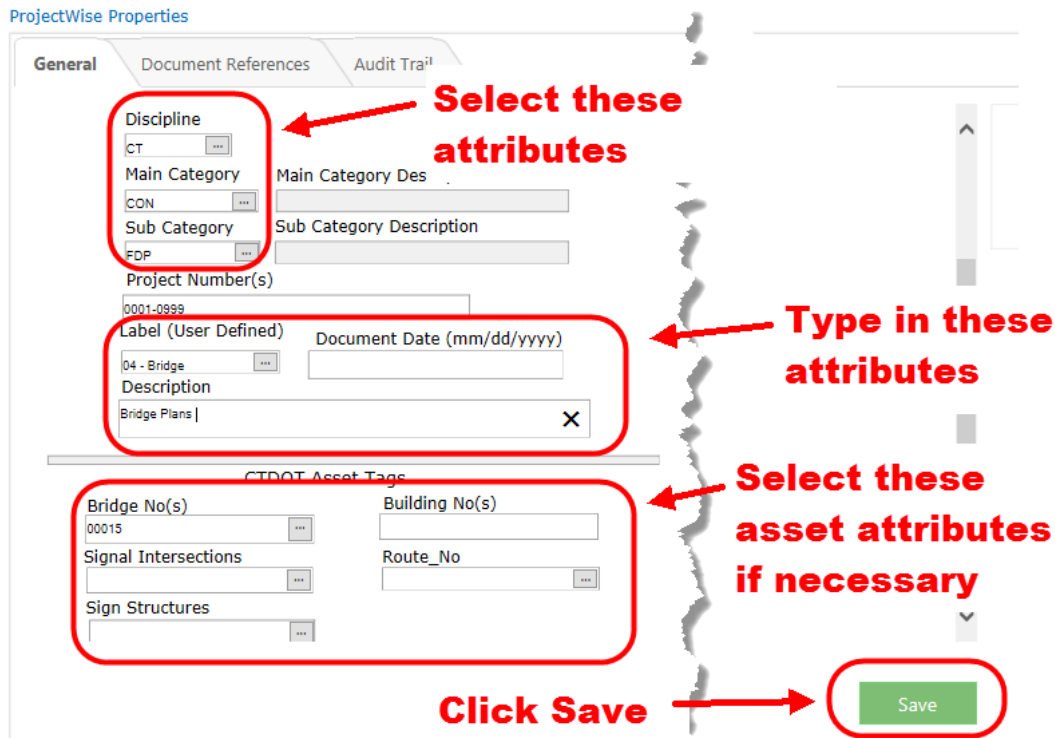 ProjectWise Properties
General Document References Audit Trail
Select these
attributes
Discipline
CT ...
Main Category Main Category Des
CON ...
Sub Category Sub Category Description
FDP ...
Project Number(s)
0001-0999
Label (User Defined) Document Date (mm/dd/yyyy)
04 - Bridge ...
Description
Bridge Plans
Type in these
attributes
CTDOT Asset Tags
Bridge No(s) Building No(s)
00015 ...
Signal Intersections Route_No
... ...
Sign Structures
...
Select these
asset attributes
if necessary
Click Save
Save